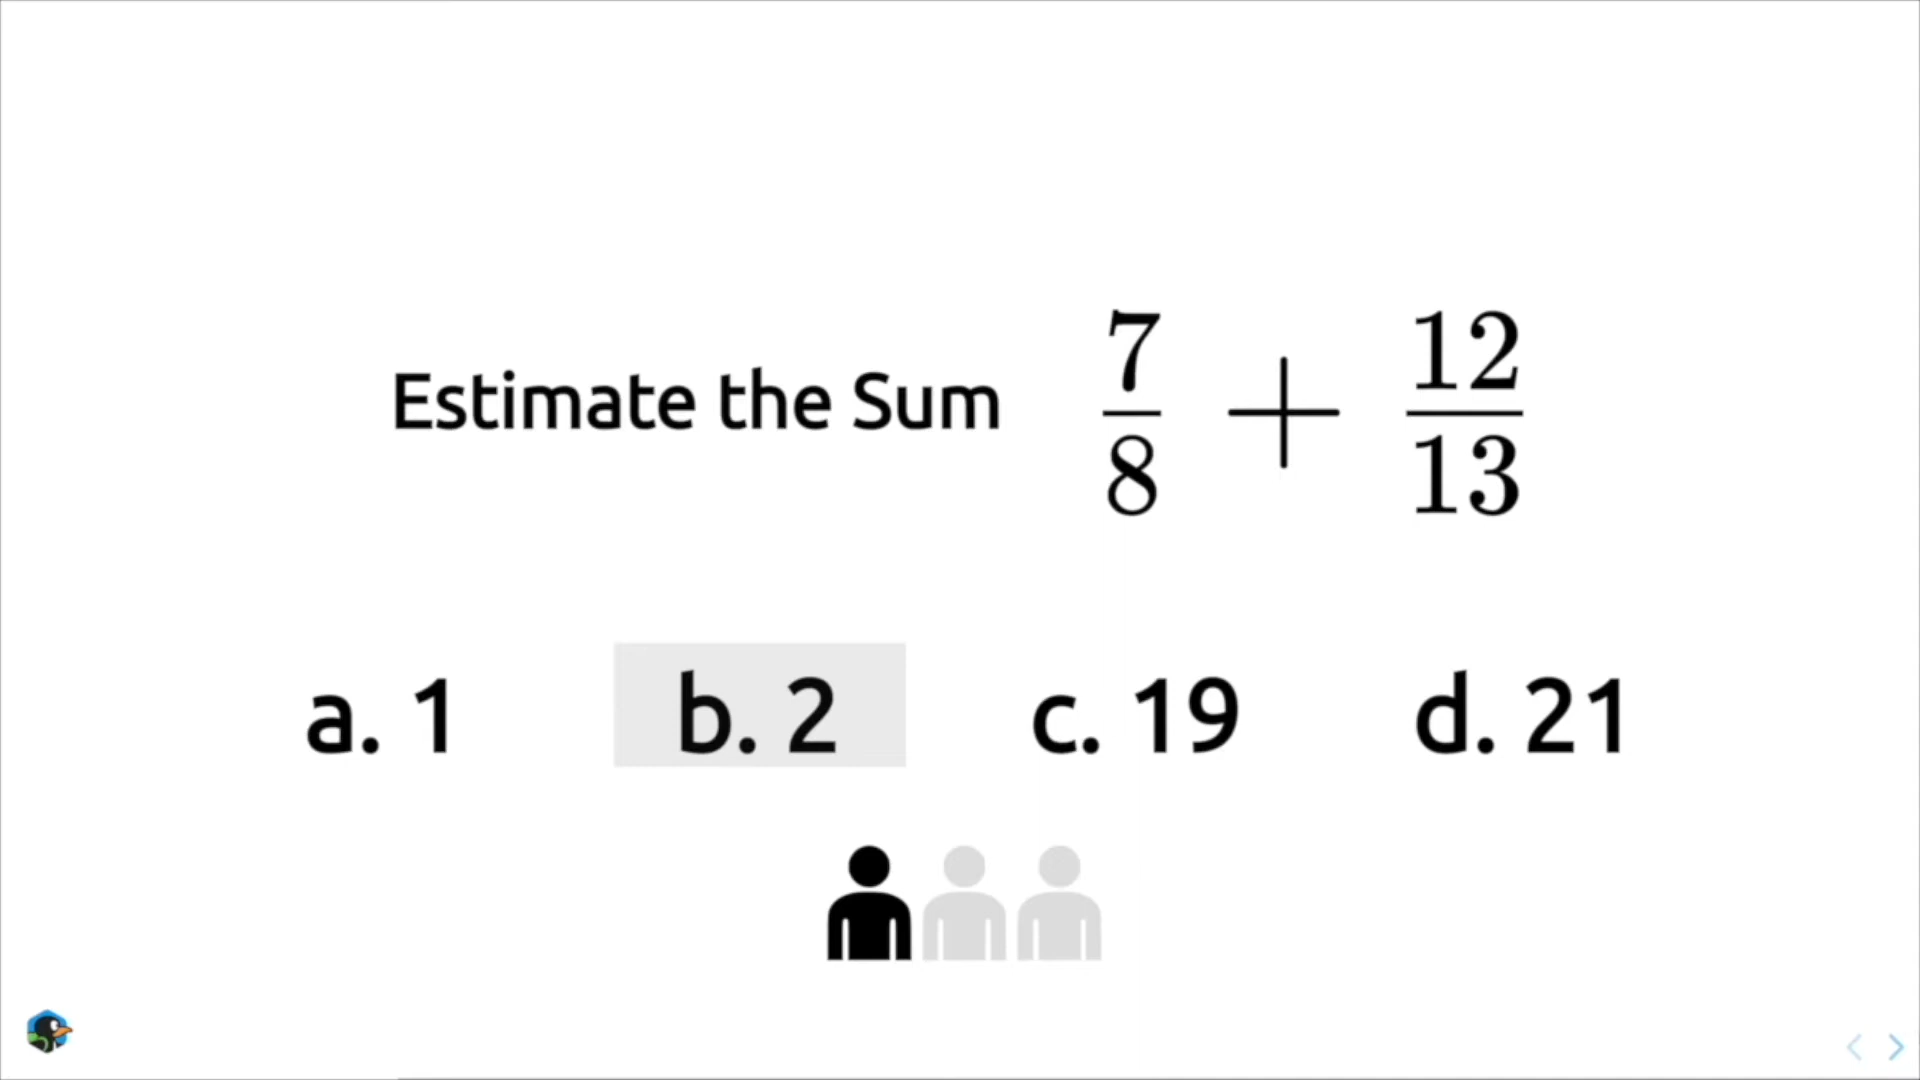 Estimate the Sum 7/8 + 12/13
a. 1 b. 2 c. 19 d. 21